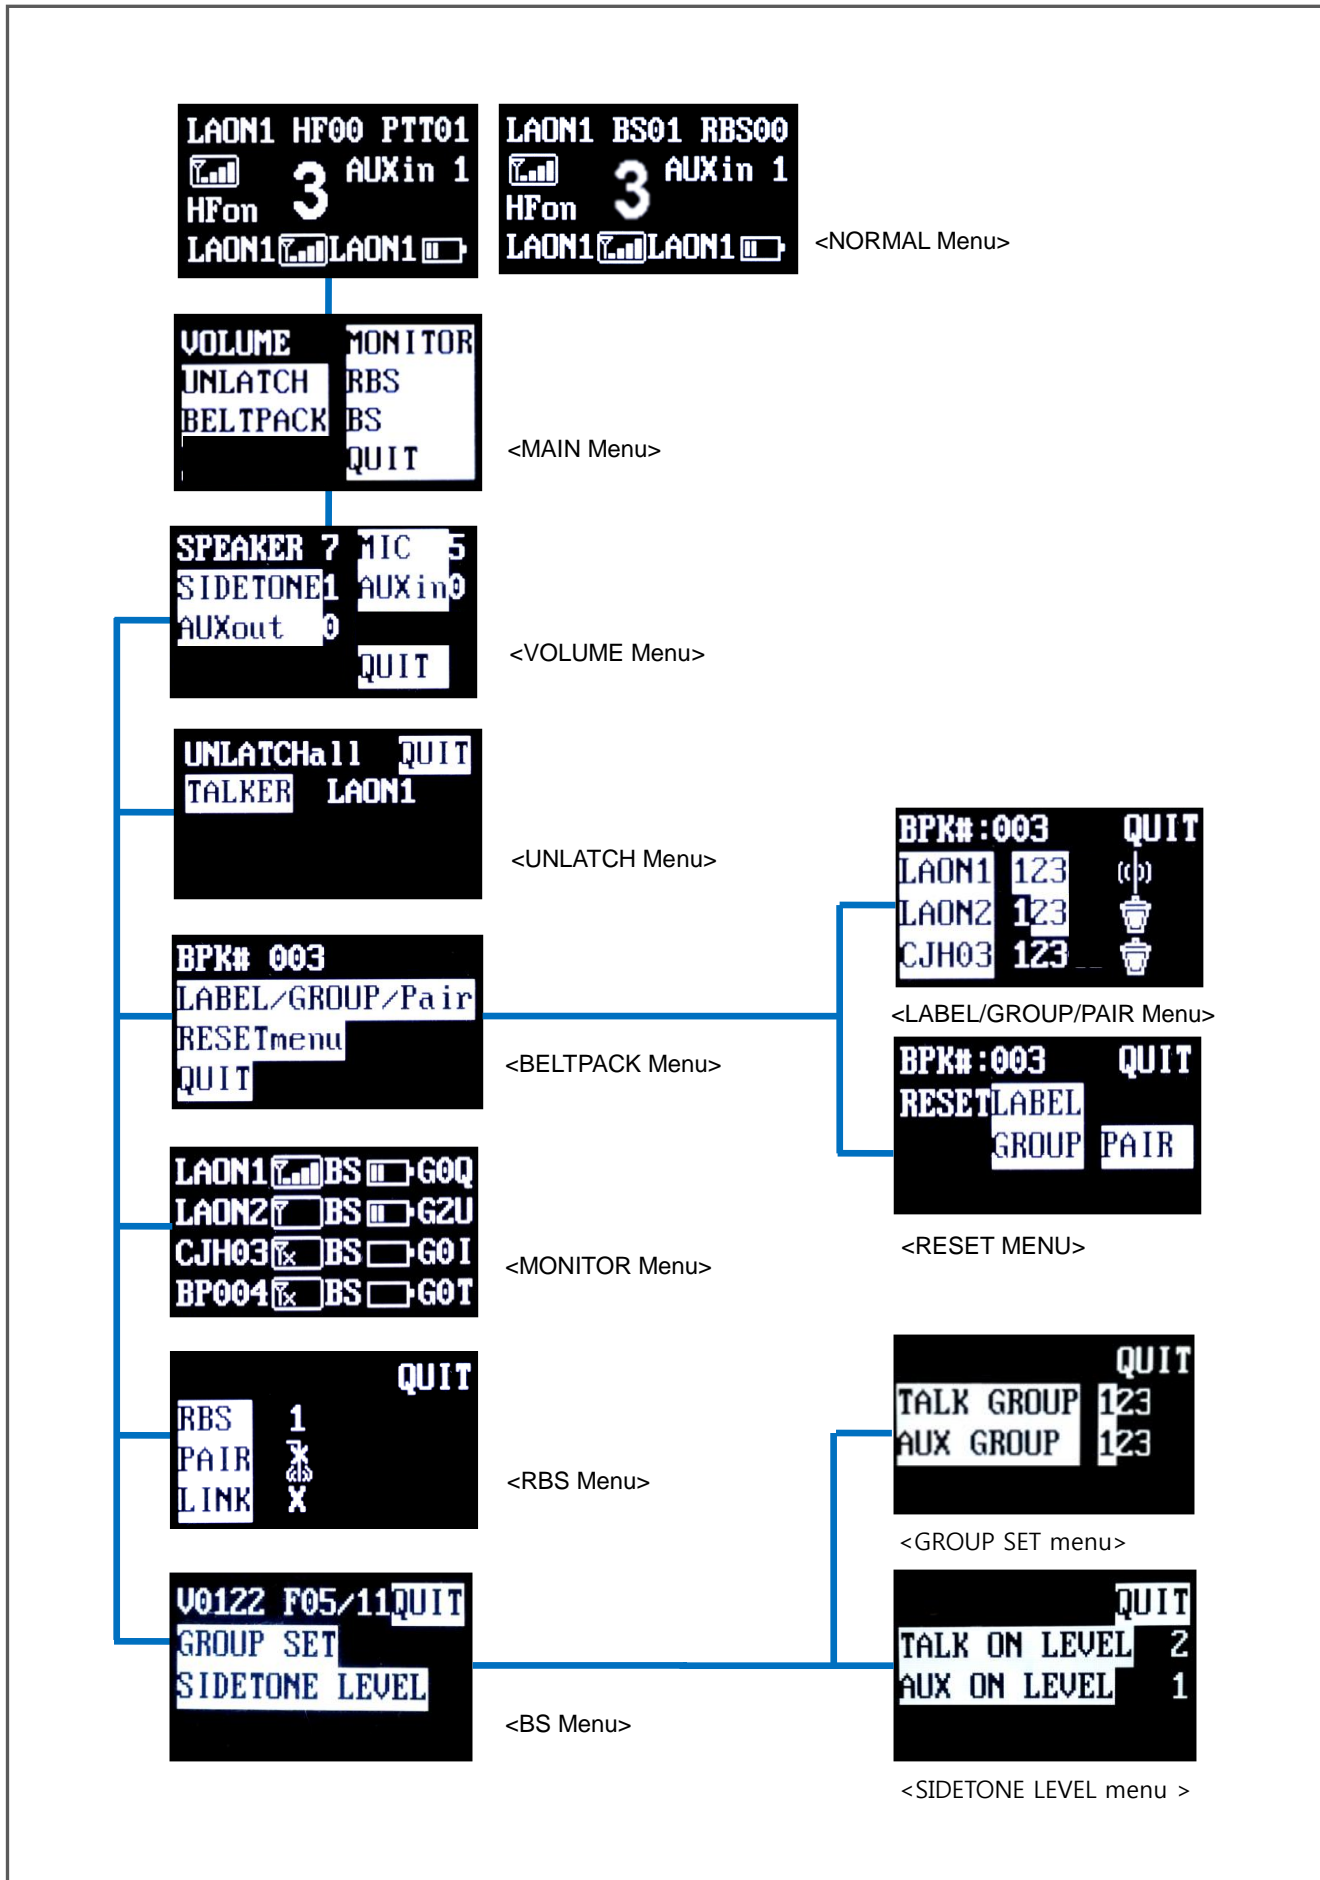 LAON1 HF00 PTT01
AUXin 1
3
HFon
LAON1 LAON1
LAON1 BS01 RBS00
AUXin 1
3
HFon
LAON1 LAON1
<NORMAL Menu>
VOLUME MONITOR
UNLATCH RBS
BELTPACK BS
QUIT
<MAIN Menu>
SPEAKER 7 MIC 5
SIDETONE1 AUXin0
AUXout 0
QUIT
<VOLUME Menu>
UNLATCHall QUIT
TALKER LAON1
<UNLATCH Menu>
BPK# 003
LABEL/GROUP/Pair
RESETmenu
QUIT
<BELTPACK Menu>
BPK#:003 QUIT
LAON1 123
LAON2 123
CJH03 123
<LABEL/GROUP/PAIR Menu>
BPK#:003 QUIT
RESETLABEL
GROUP PAIR
<RESET MENU>
LAON1 BS G0Q
LAON2 BS G2U
CJH03 BS G0I
BP004 BS G0T
<MONITOR Menu>
QUIT
RBS 1
PAIR X
LINK X
<RBS Menu>
V0122 F05/11QUIT
GROUP SET
SIDETONE LEVEL
<BS Menu>
QUIT
TALK GROUP 123
AUX GROUP 123
<GROUP SET menu>
QUIT
TALK ON LEVEL 2
AUX ON LEVEL 1
<SIDETONE LEVEL menu >